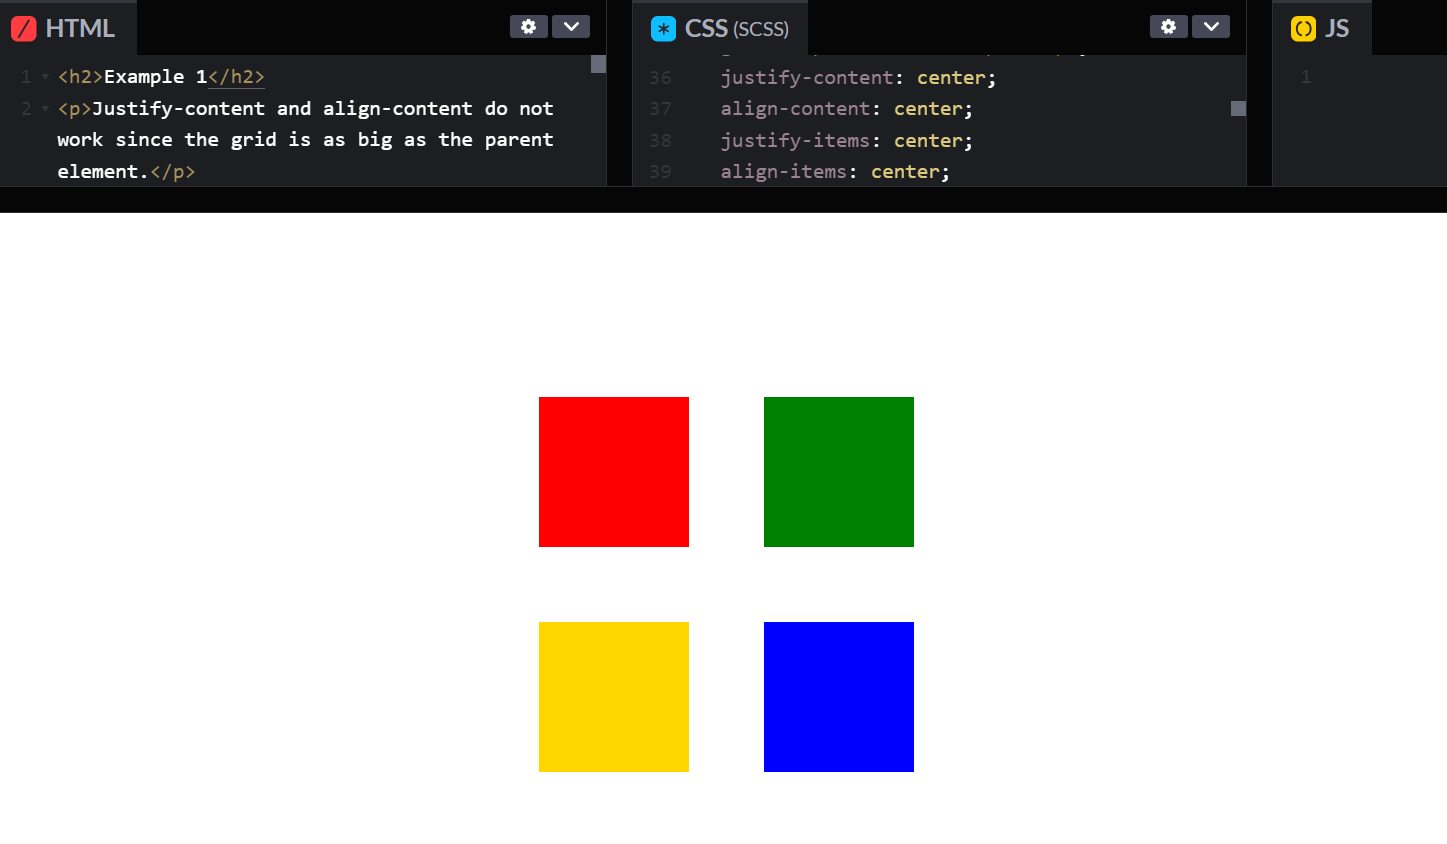 HTML
1 <h2>Example 1</h2>
2 <p>Justify-content and align-content do not
work since the grid is as big as the parent
element.</p>
CSS (SCSS)
36 justify-content: center;
37 align-content: center;
38 justify-items: center;
39 align-items: center;
JS
1